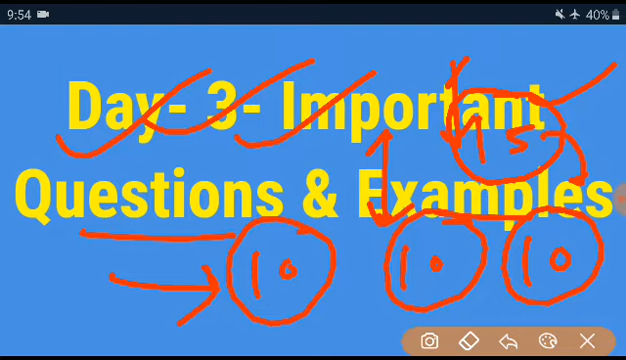 9:54 40%
Day- 3- Important
15
Questions & Examples
10 10 10